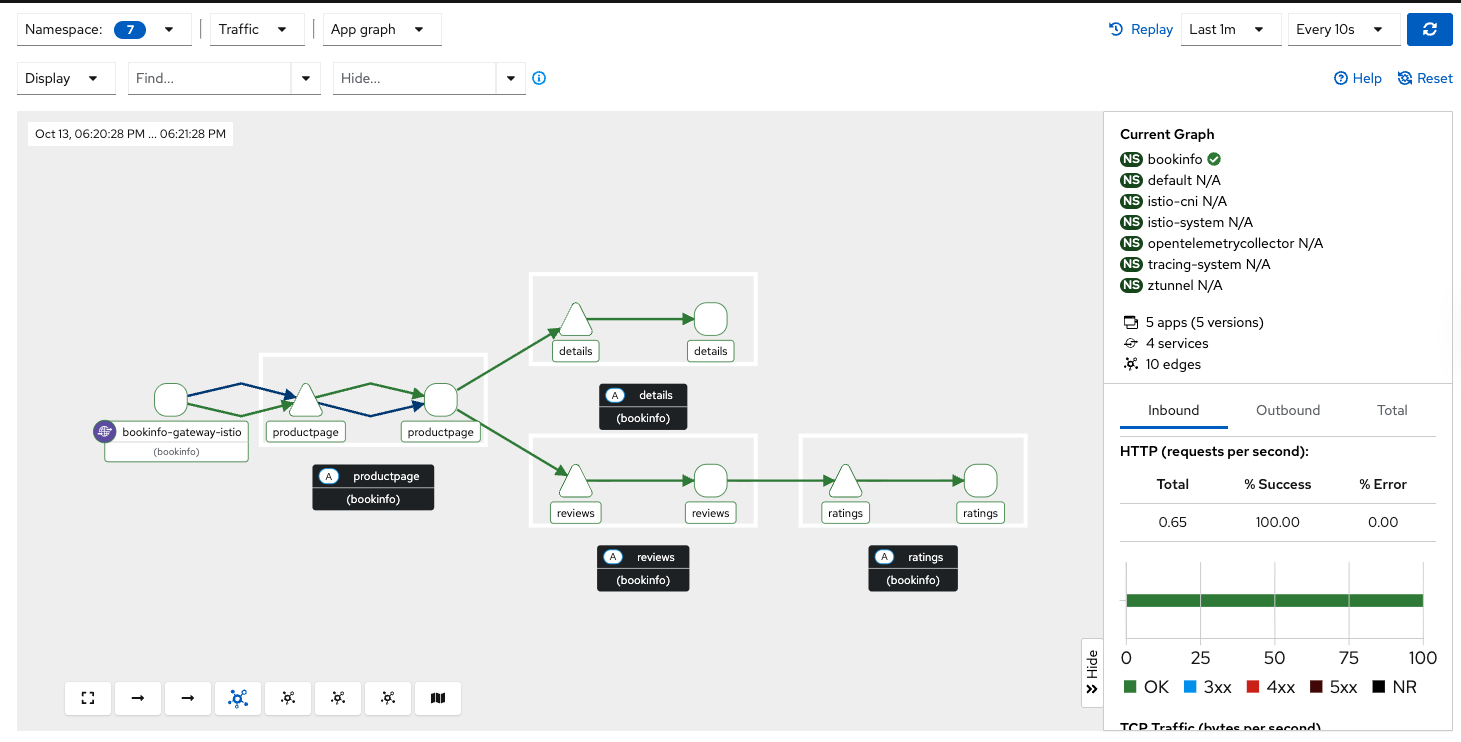 Namespace: 7 Traffic App graph Replay Last 1m Every 10s
Display Find... Hide... Help Reset
Oct 13, 06:20:28 PM ... 06:21:28 PM
details
details
A details
(bookinfo)
bookinfo-gateway-istio
(bookinfo)
productpage
productpage
A productpage
(bookinfo)
reviews
reviews
A reviews
(bookinfo)
ratings
ratings
A ratings
(bookinfo)
Hide
Current Graph
NS bookinfo
NS default N/A
NS istio-cni N/A
NS istio-system N/A
NS opentelemetrycollector N/A
NS tracing-system N/A
NS ztunnel N/A
5 apps (5 versions)
4 services
10 edges
Inbound Outbound Total
HTTP (requests per second):
Total % Success % Error
0.65 100.00 0.00
0 25 50 75 100
OK 3xx 4xx 5xx NR
TCP Traffic (bytes per second)